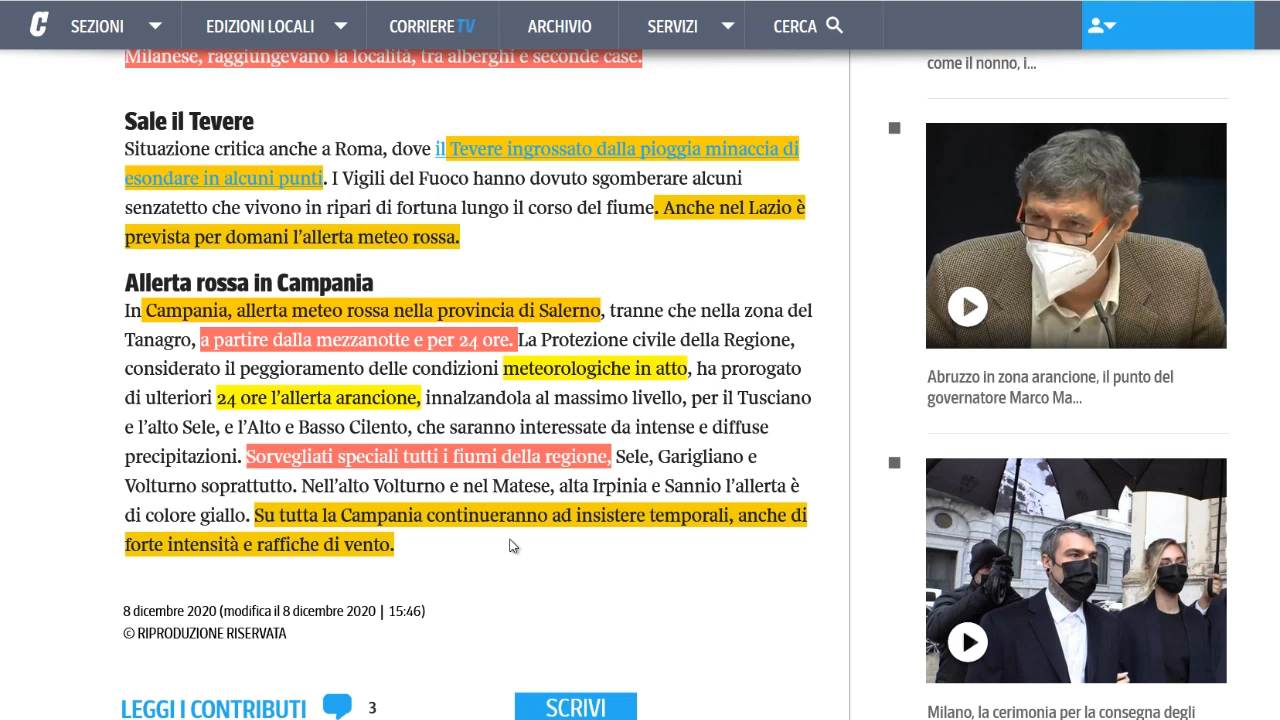 C SEZIONI EDIZIONI LOCALI CORRIERE TV ARCHIVIO SERVIZI CERCA
Milanese, raggiungevano la località, tra alberghi e seconde case.
Sale il Tevere
Situazione critica anche a Roma, dove il Tevere ingrossato dalla pioggia minaccia di
esondare in alcuni punti. I Vigili del Fuoco hanno dovuto sgomberare alcuni
senzatetto che vivono in ripari di fortuna lungo il corso del fiume. Anche nel Lazio è
prevista per domani l'allerta meteo rossa.
Allerta rossa in Campania
In Campania, allerta meteo rossa nella provincia di Salerno, tranne che nella zona del
Tanagro, a partire dalla mezzanotte e per 24 ore. La Protezione civile della Regione,
considerato il peggioramento delle condizioni meteorologiche in atto, ha prorogato
di ulteriori 24 ore l'allerta arancione, innalzandola al massimo livello, per il Tusciano
e l'alto Sele, e l'Alto e Basso Cilento, che saranno interessate da intense e diffuse
precipitazioni. Sorvegliati speciali tutti i fiumi della regione, Sele, Garigliano e
Volturno soprattutto. Nell'alto Volturno e nel Matese, alta Irpinia e Sannio l'allerta è
di colore giallo. Su tutta la Campania continueranno ad insistere temporali, anche di
forte intensità e raffiche di vento.
8 dicembre 2020 (modifica il 8 dicembre 2020 | 15:46)
© RIPRODUZIONE RISERVATA
LEGGI I CONTRIBUTI 3 SCRIVI
come il nonno, i...
Abruzzo in zona arancione, il punto del
governatore Marco Ma...
Milano, la cerimonia per la consegna degli